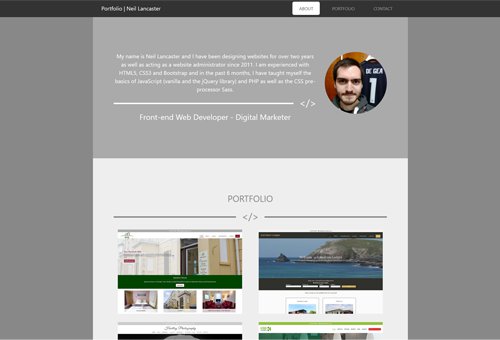 Portfolio | Neil Lancaster
ABOUT
PORTFOLIO
CONTACT
My name is Neil Lancaster and I have been designing websites for over two years
as well as acting as a website administrator since 2011. I am experienced with
HTML5, CSS3 and Bootstrap and in the past 6 months, I have taught myself the
basics of JavaScript (vanilla and the jQuery library) and PHP as well as the CSS pre-
processor Sass.
</>
Front-end Web Developer - Digital Marketer
DE GEA
PORTFOLIO
</>